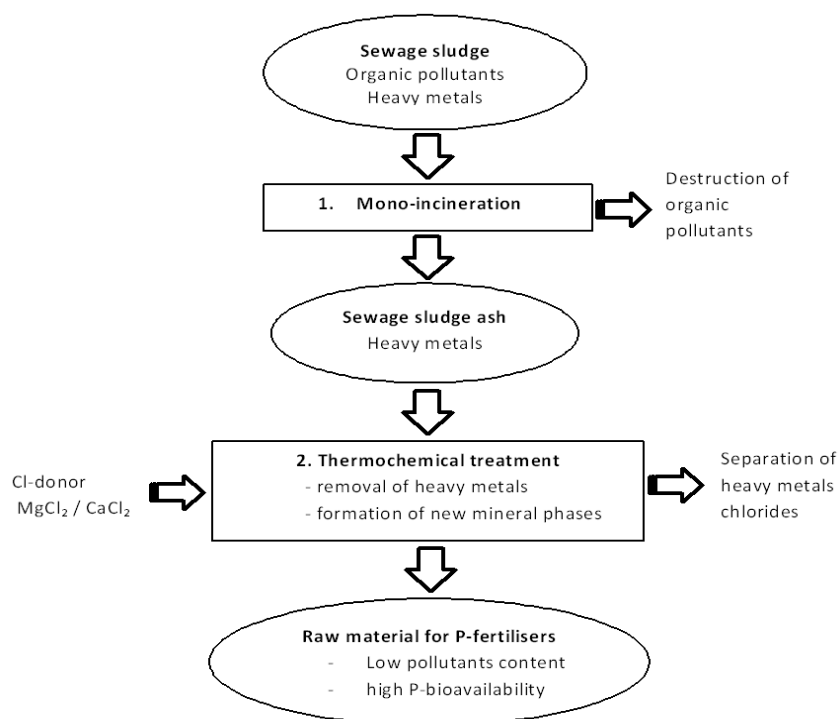 Sewage sludge
Organic pollutants
Heavy metals
1. Mono-incineration
Destruction of
organic
pollutants
Sewage sludge ash
Heavy metals
Cl-donor
MgCl₂ / CaCl₂
2. Thermochemical treatment
- removal of heavy metals
- formation of new mineral phases
Separation of
heavy metals
chlorides
Raw material for P-fertilisers
- Low pollutants content
- high P-bioavailability